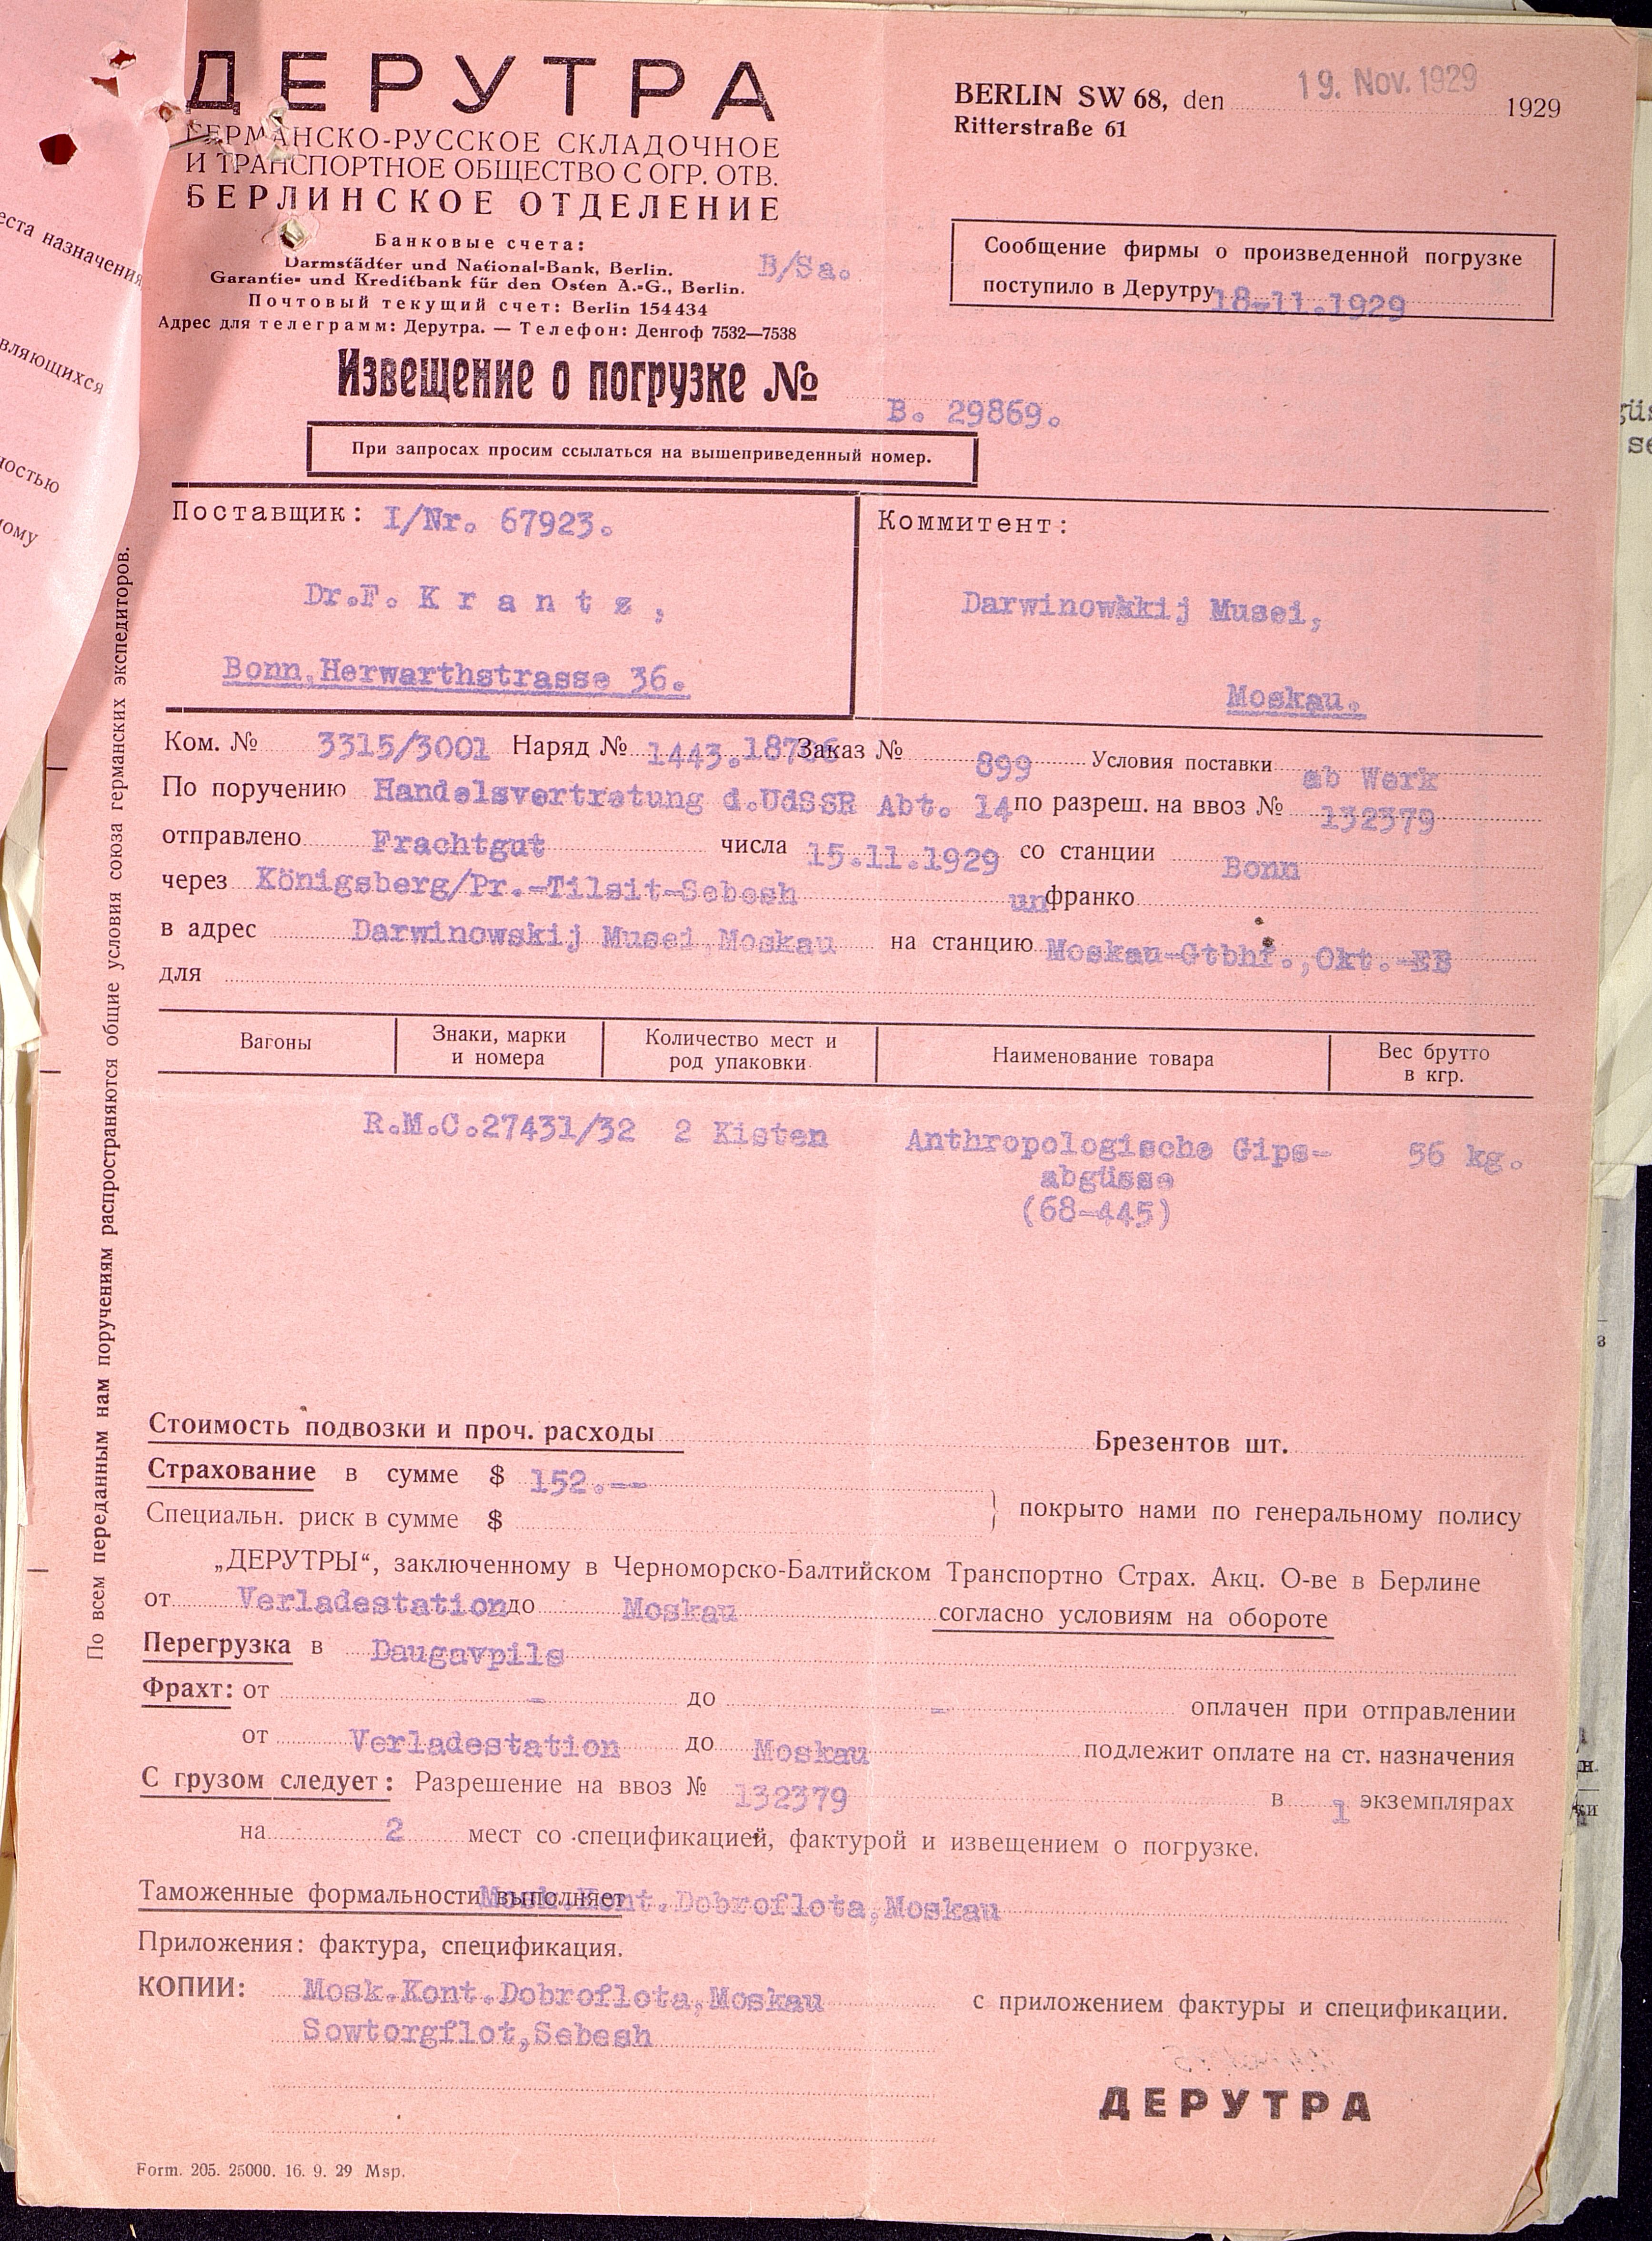 ДЕРУТРА
ГЕРМАНСКО-РУССКОЕ СКЛАДОЧНОЕ
И ТРАНСПОРТНОЕ ОБЩЕСТВО С ОГР. ОТВ.
БЕРЛИНСКОЕ ОТДЕЛЕНИЕ
Банковые счета:
Darmstädter und National-Bank, Berlin.
Garantie- und Kreditbank für den Osten A.-G., Berlin.
Почтовый текущий счет: Berlin 154434
Адрес для телеграмм: Дерутра. — Телефон: Денгоф 7532—7538
B/Sa.
BERLIN SW 68, den 19. Nov. 1929 1929
Ritterstraße 61
Сообщение фирмы о произведенной погрузке
поступило в Дерутру 18-11.1929
Извещение о погрузке № B. 29869.
При запросах просим ссылаться на вышеприведенный номер.
Поставщик: I/Nr. 67923.
Dr.F. Krantz,
Bonn,Herwarthstrasse 36.
Коммитент:
Darwinowskij Musei,
Moskau.
Ком. № 3315/3001 Наряд № 1443.18706 Заказ № 899 Условия поставки ab Werk
По поручению Handelsvertretung d.UdSSR Abt. 14 по разреш. на ввоз № 132379
отправлено Frachtgut числа 15.11.1929 со станции Bonn
через Königsberg/Pr.-Tilsit-Sebesh un франко
в адрес Darwinowskij Musei,Moskau на станцию Moskau-Gtbhf.,Okt.-EB
для
Вагоны
Знаки, марки
и номера
Количество мест и
род упаковки
Наименование товара
Вес брутто
в кгр.
R.M.C.27431/32 2 Kisten Anthropologische Gips- 56 kg.
abgüsse
(68-445)
Стоимость подвозки и проч. расходы Брезентов шт.
Страхование в сумме $ 152.--
Специальн. риск в сумме $ } покрыто нами по генеральному полису
„ДЕРУТРЫ“, заключенному в Черноморско-Балтийском Транспортно Страх. Акц. О-ве в Берлине
от Verladestation до Moskau согласно условиям на обороте
Перегрузка в Daugavpils
Фрахт: от - до - оплачен при отправлении
от Verladestation до Moskau подлежит оплате на ст. назначения
С грузом следует: Разрешение на ввоз № 132379 в 1 экземплярах
на 2 мест со спецификацией, фактурой и извещением о погрузке.
Таможенные формальности выполняет Mosk.Kont.Dobroflota,Moskau
Приложения: фактура, спецификация.
КОПИИ: Mosk.Kont.Dobroflota,Moskau с приложением фактуры и спецификации.
Sowtorgflot,Sebesh
ДЕРУТРА
Form. 205. 25000. 16. 9. 29 Msp.
По всем переданным нам поручениям распространяются общие условия союза германских экспедиторов.
еста назначения
вляющихся
ностью
ому